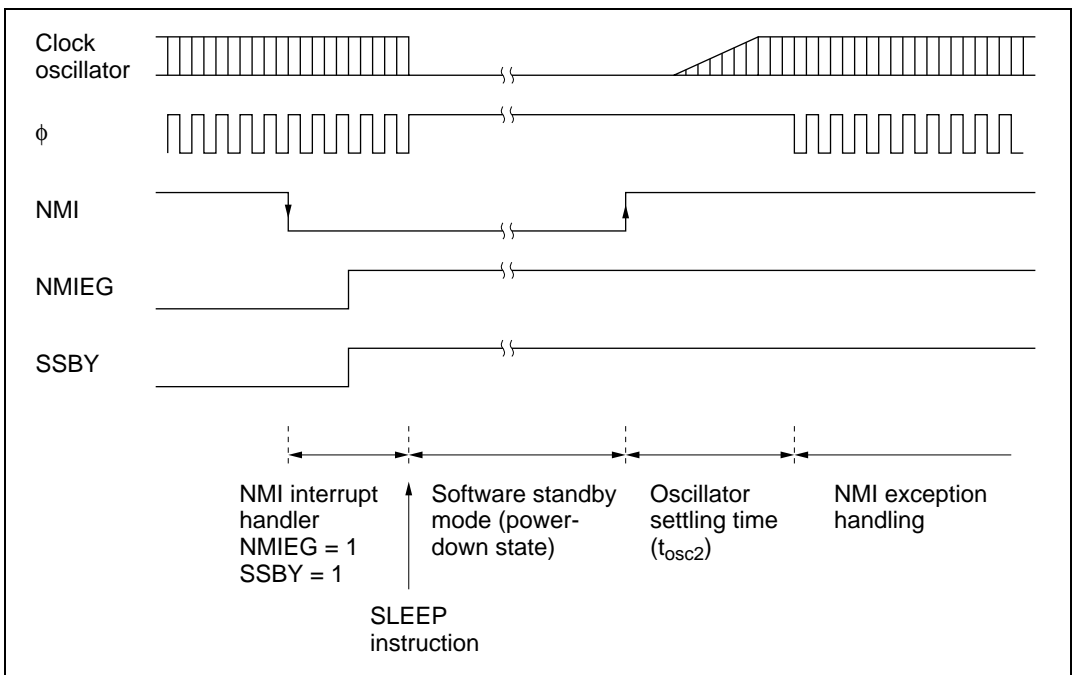 Clock
oscillator
ϕ
NMI
NMIEG
SSBY
NMI interrupt
handler
NMIEG = 1
SSBY = 1
SLEEP
instruction
Software standby
mode (power-
down state)
Oscillator
settling time
(tosc2)
NMI exception
handling